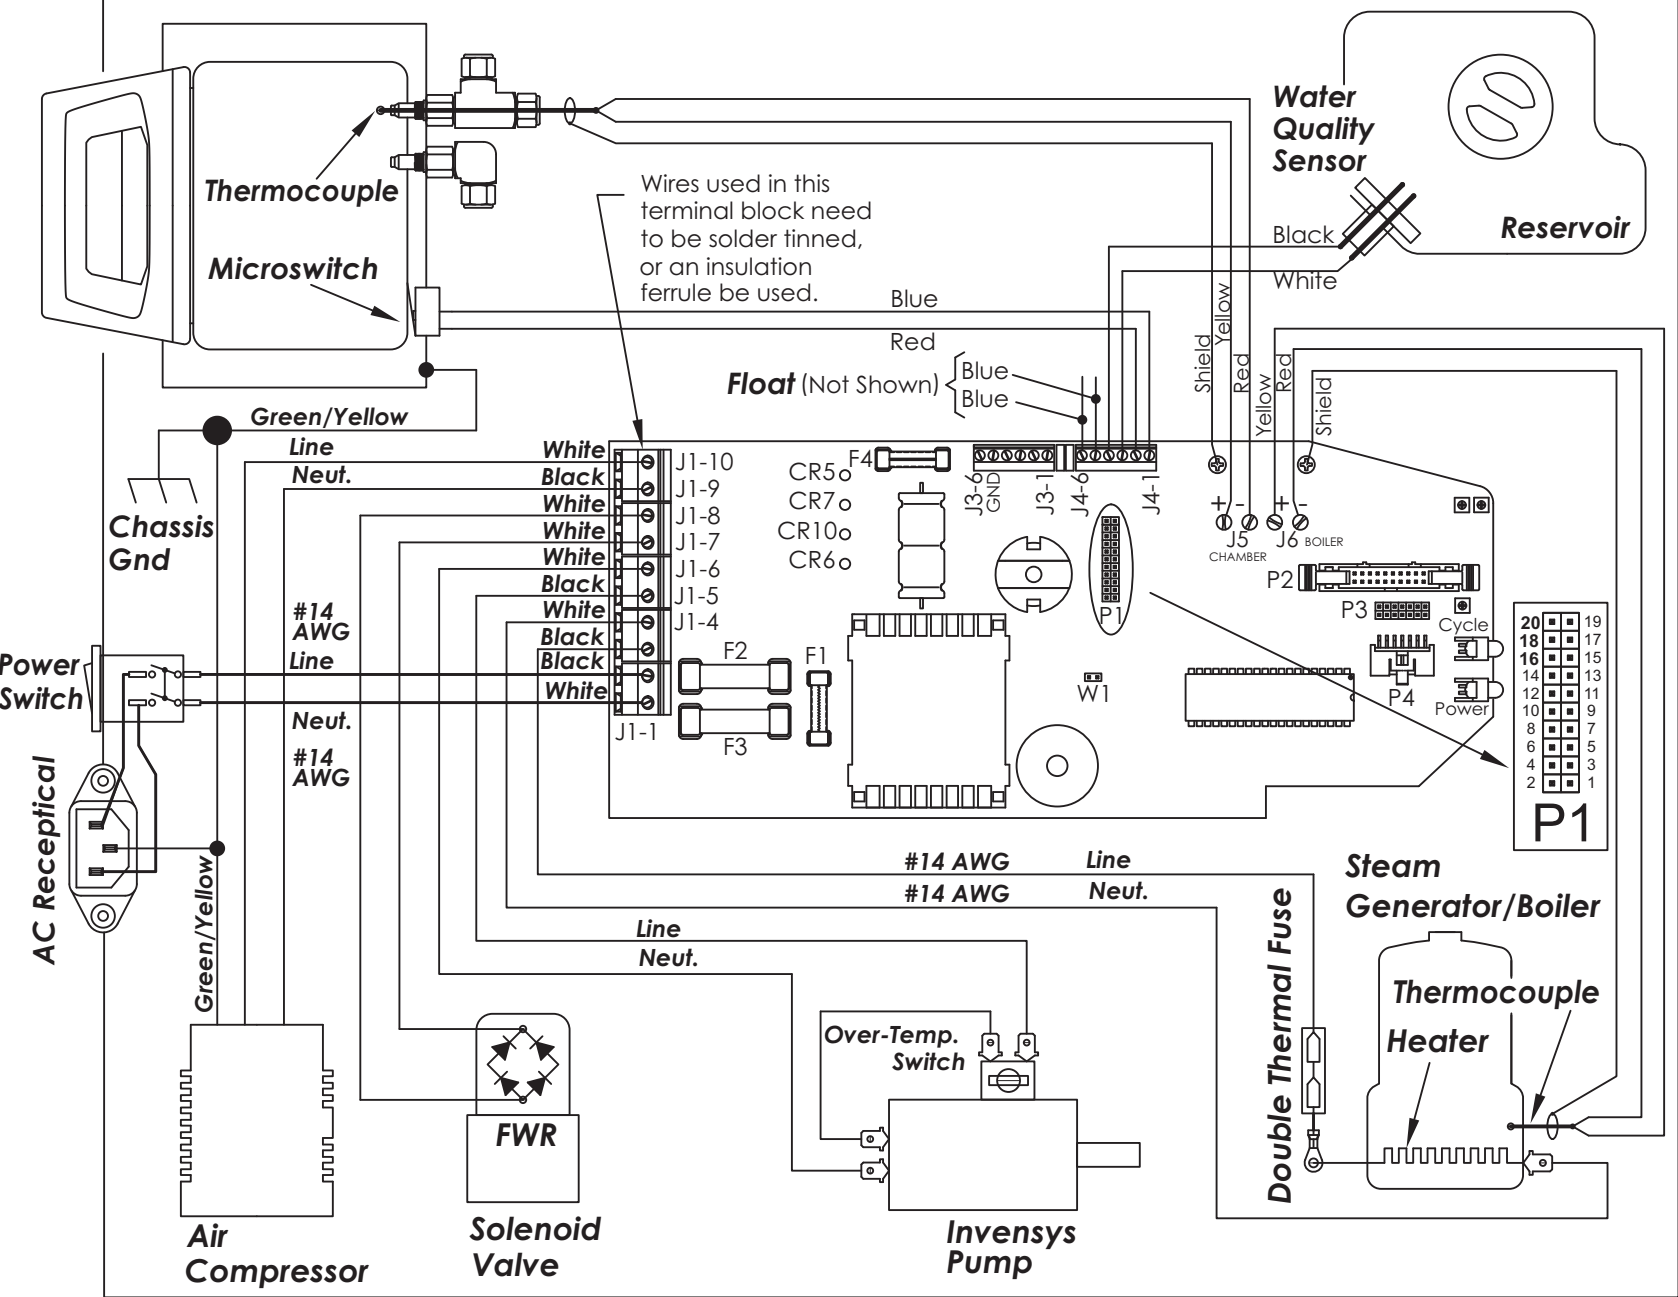 Thermocouple
Microswitch
Wires used in this
terminal block need
to be solder tinned,
or an insulation
ferrule be used.
Water
Quality
Sensor
Reservoir
Black
White
Blue
Red
Float (Not Shown)
Blue
Blue
Shield
Yellow
Red
Yellow
Red
Shield
Green/Yellow
Line
Neut.
Chassis
Gnd
White
Black
White
White
White
Black
White
Black
Black
White
J1-10
J1-9
J1-8
J1-7
J1-6
J1-5
J1-4
J1-1
CR5
CR7
CR10
CR6
F4
J3-6
GND
J3-1
J4-6
J4-1
P1
+ -
J5
CHAMBER
+ -
J6 BOILER
P2
P3
Cycle
P4
Power
F2
F1
F3
W1
20 19
18 17
16 15
14 13
12 11
10 9
8 7
6 5
4 3
2 1
P1
#14
AWG
Line
Power
Switch
Neut.
#14
AWG
AC Receptical
Green/Yellow
#14 AWG Line
#14 AWG Neut.
Line
Neut.
Steam
Generator/Boiler
Double Thermal Fuse
Thermocouple
Heater
Over-Temp.
Switch
FWR
Air
Compressor
Solenoid
Valve
Invensys
Pump